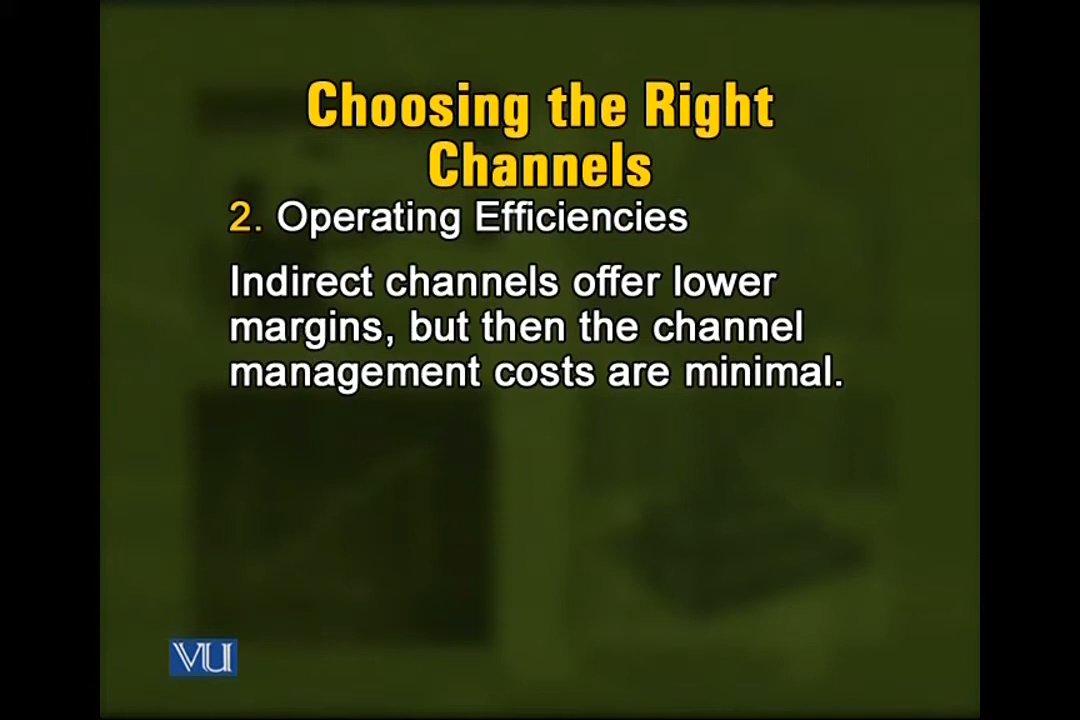 Choosing the Right
Channels
2. Operating Efficiencies
Indirect channels offer lower
margins, but then the channel
management costs are minimal.
VU